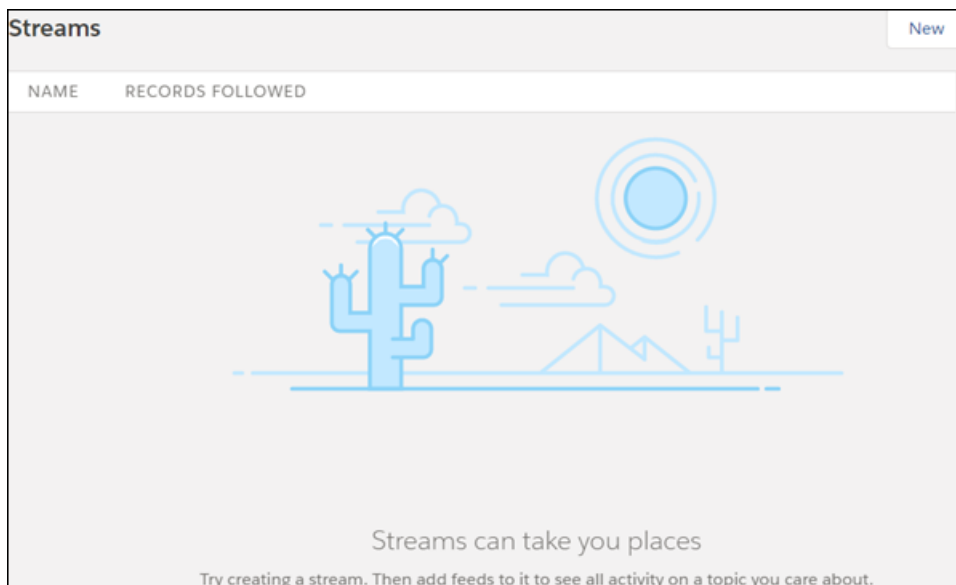 Streams
New
NAME RECORDS FOLLOWED
Streams can take you places
Try creating a stream. Then add feeds to it to see all activity on a topic you care about.